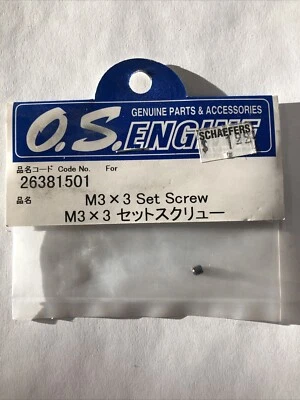 GENUINE PARTS & ACCESSORIES
O.S.ENGINE
SCHAEFERS
品名コード Code No. For
26381501
品名
M3×3 Set Screw
M3×3 セットスクリュー